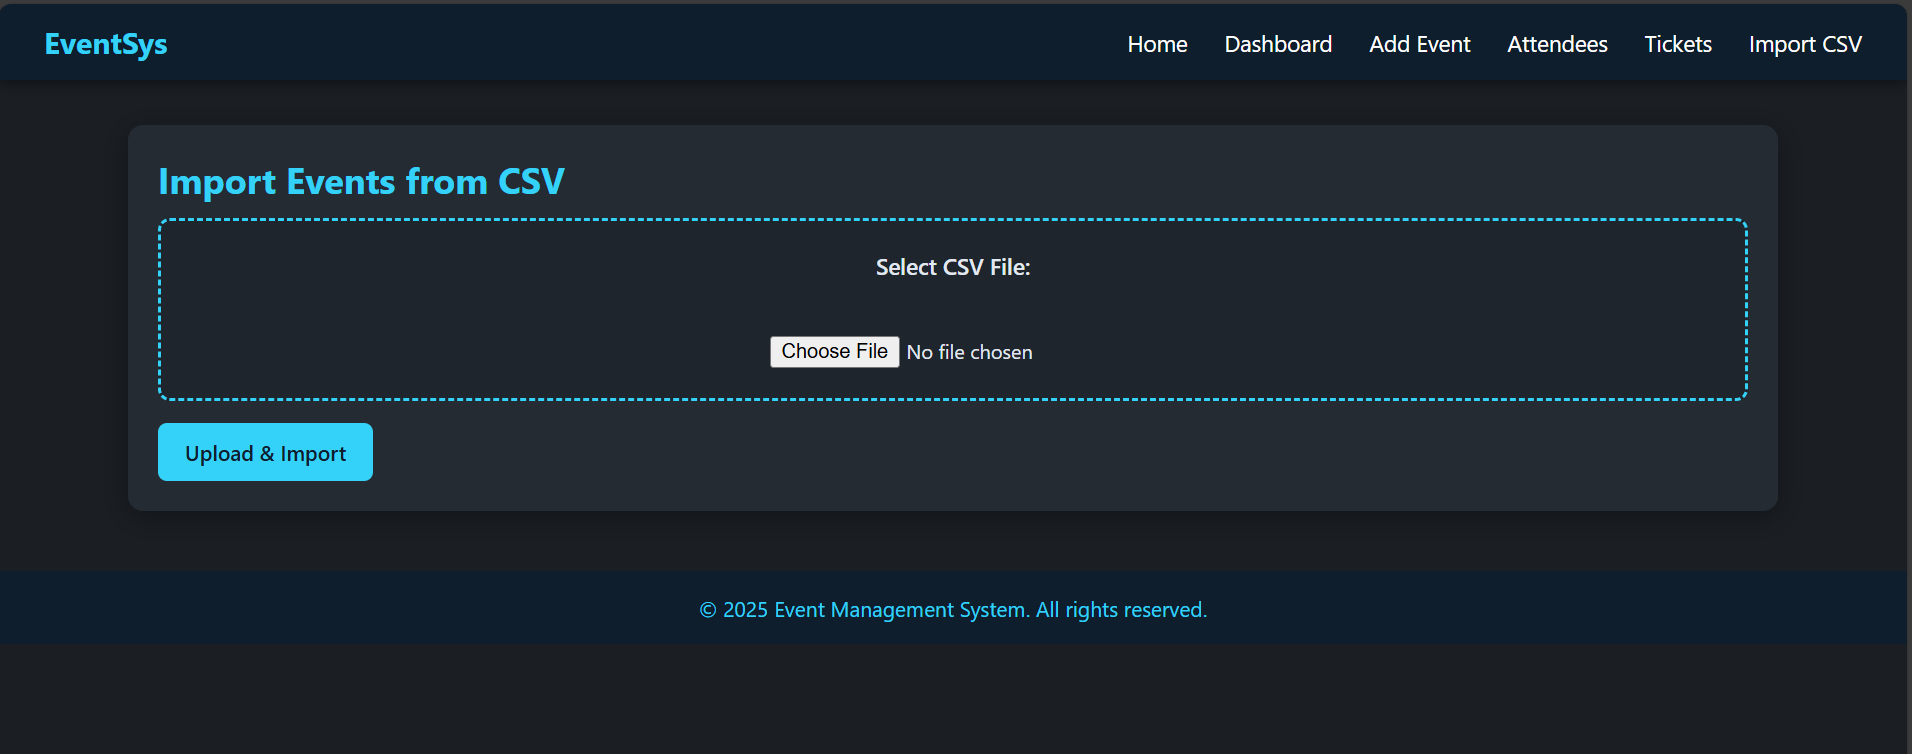 EventSys
Home Dashboard Add Event Attendees Tickets Import CSV
Import Events from CSV
Select CSV File:
Choose File No file chosen
Upload & Import
© 2025 Event Management System. All rights reserved.